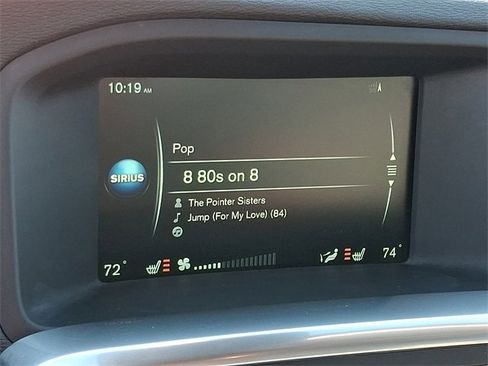 10:19 AM
Pop
SIRIUS
8 80s on 8
The Pointer Sisters
Jump (For My Love) (84)
72°
74°